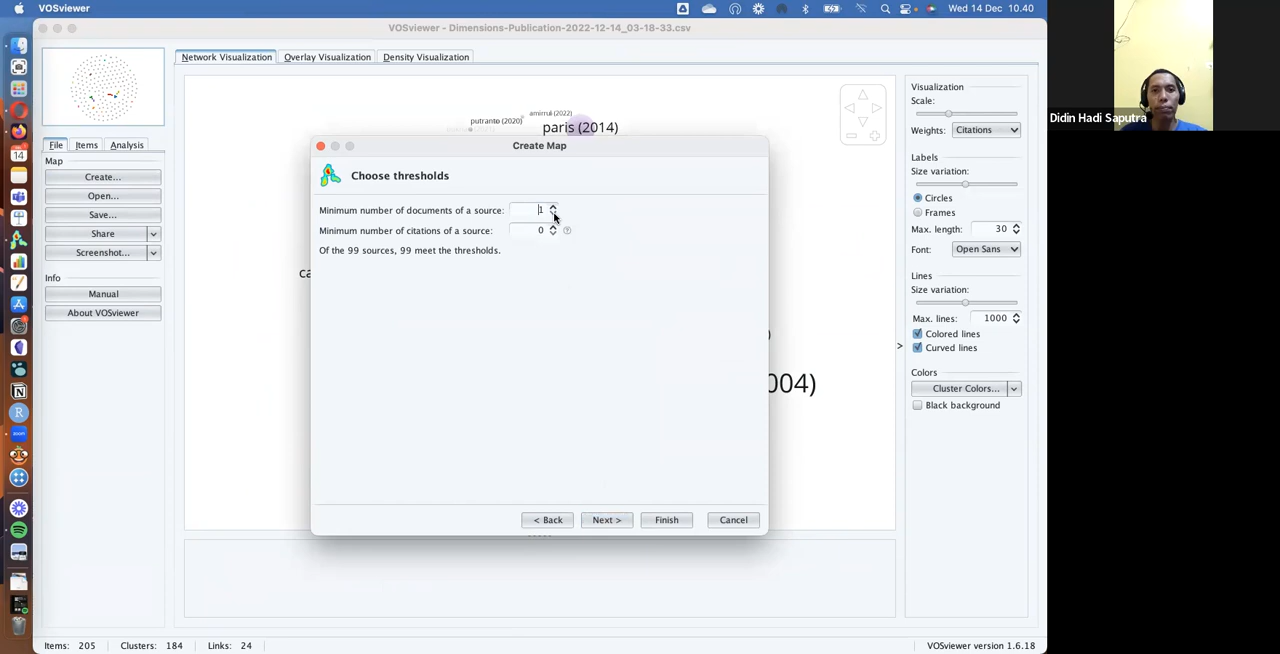 VOSviewer
Wed 14 Dec 10.40
VOSviewer - Dimensions-Publication-2022-12-14_03-18-33.csv
Network Visualization
Overlay Visualization
Density Visualization
File
Items
Analysis
Map
Create...
Open...
Save...
Share
Screenshot...
Info
Manual
About VOSviewer
amirrul (2022)
putranto (2020)
paris (2014)
ca
004)
Create Map
Choose thresholds
Minimum number of documents of a source: 1
Minimum number of citations of a source: 0
Of the 99 sources, 99 meet the thresholds.
< Back
Next >
Finish
Cancel
Visualization
Scale:
Weights: Citations
Labels
Size variation:
Circles
Frames
Max. length: 30
Font: Open Sans
Lines
Size variation:
Max. lines: 1000
Colored lines
Curved lines
>
Colors
Cluster Colors...
Black background
Items: 205 Clusters: 184 Links: 24
VOSviewer version 1.6.18
Didin Hadi Saputra